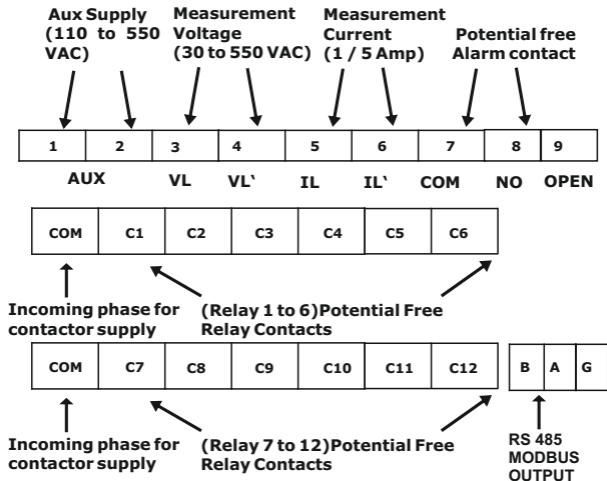 Aux Supply
(110 to 550
VAC)
Measurement
Voltage
(30 to 550 VAC)
Measurement
Current
(1 / 5 Amp)
Potential free
Alarm contact
1 2 3 4 5 6 7 8 9
AUX VL VL‘ IL IL‘ COM NO OPEN
COM C1 C2 C3 C4 C5 C6
Incoming phase for
contactor supply
(Relay 1 to 6)Potential Free
Relay Contacts
COM C7 C8 C9 C10 C11 C12 B A G
Incoming phase for
contactor supply
(Relay 7 to 12)Potential Free
Relay Contacts
RS 485
MODBUS
OUTPUT